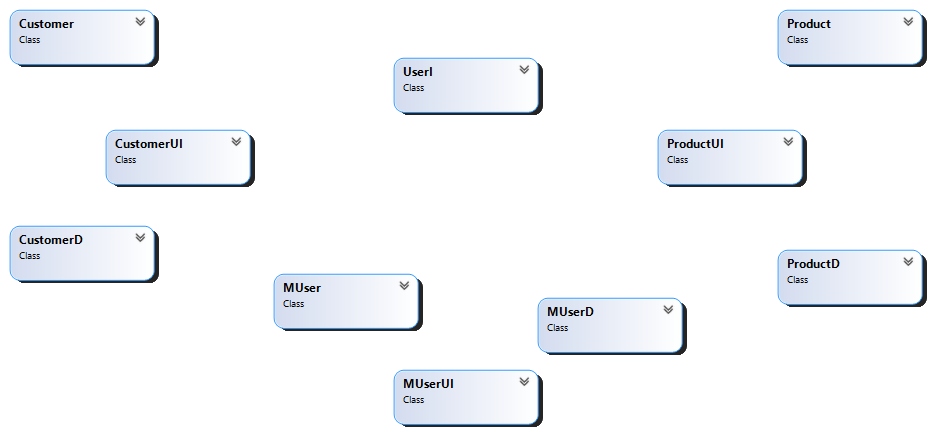 Customer
Class
Product
Class
UserI
Class
CustomerUI
Class
ProductUI
Class
CustomerD
Class
ProductD
Class
MUser
Class
MUserD
Class
MUserUI
Class